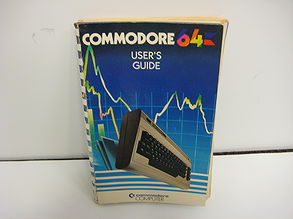 COMMODORE 64
USER'S
GUIDE
commodore
COMPUTER